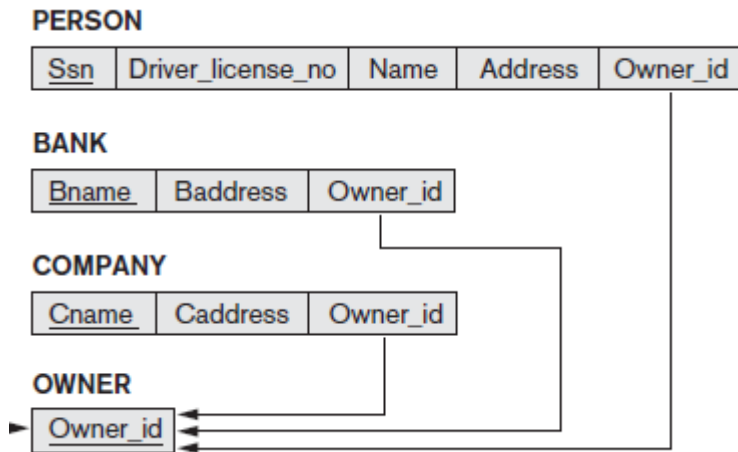 PERSON
Ssn Driver_license_no Name Address Owner_id
BANK
Bname Baddress Owner_id
COMPANY
Cname Caddress Owner_id
OWNER
Owner_id